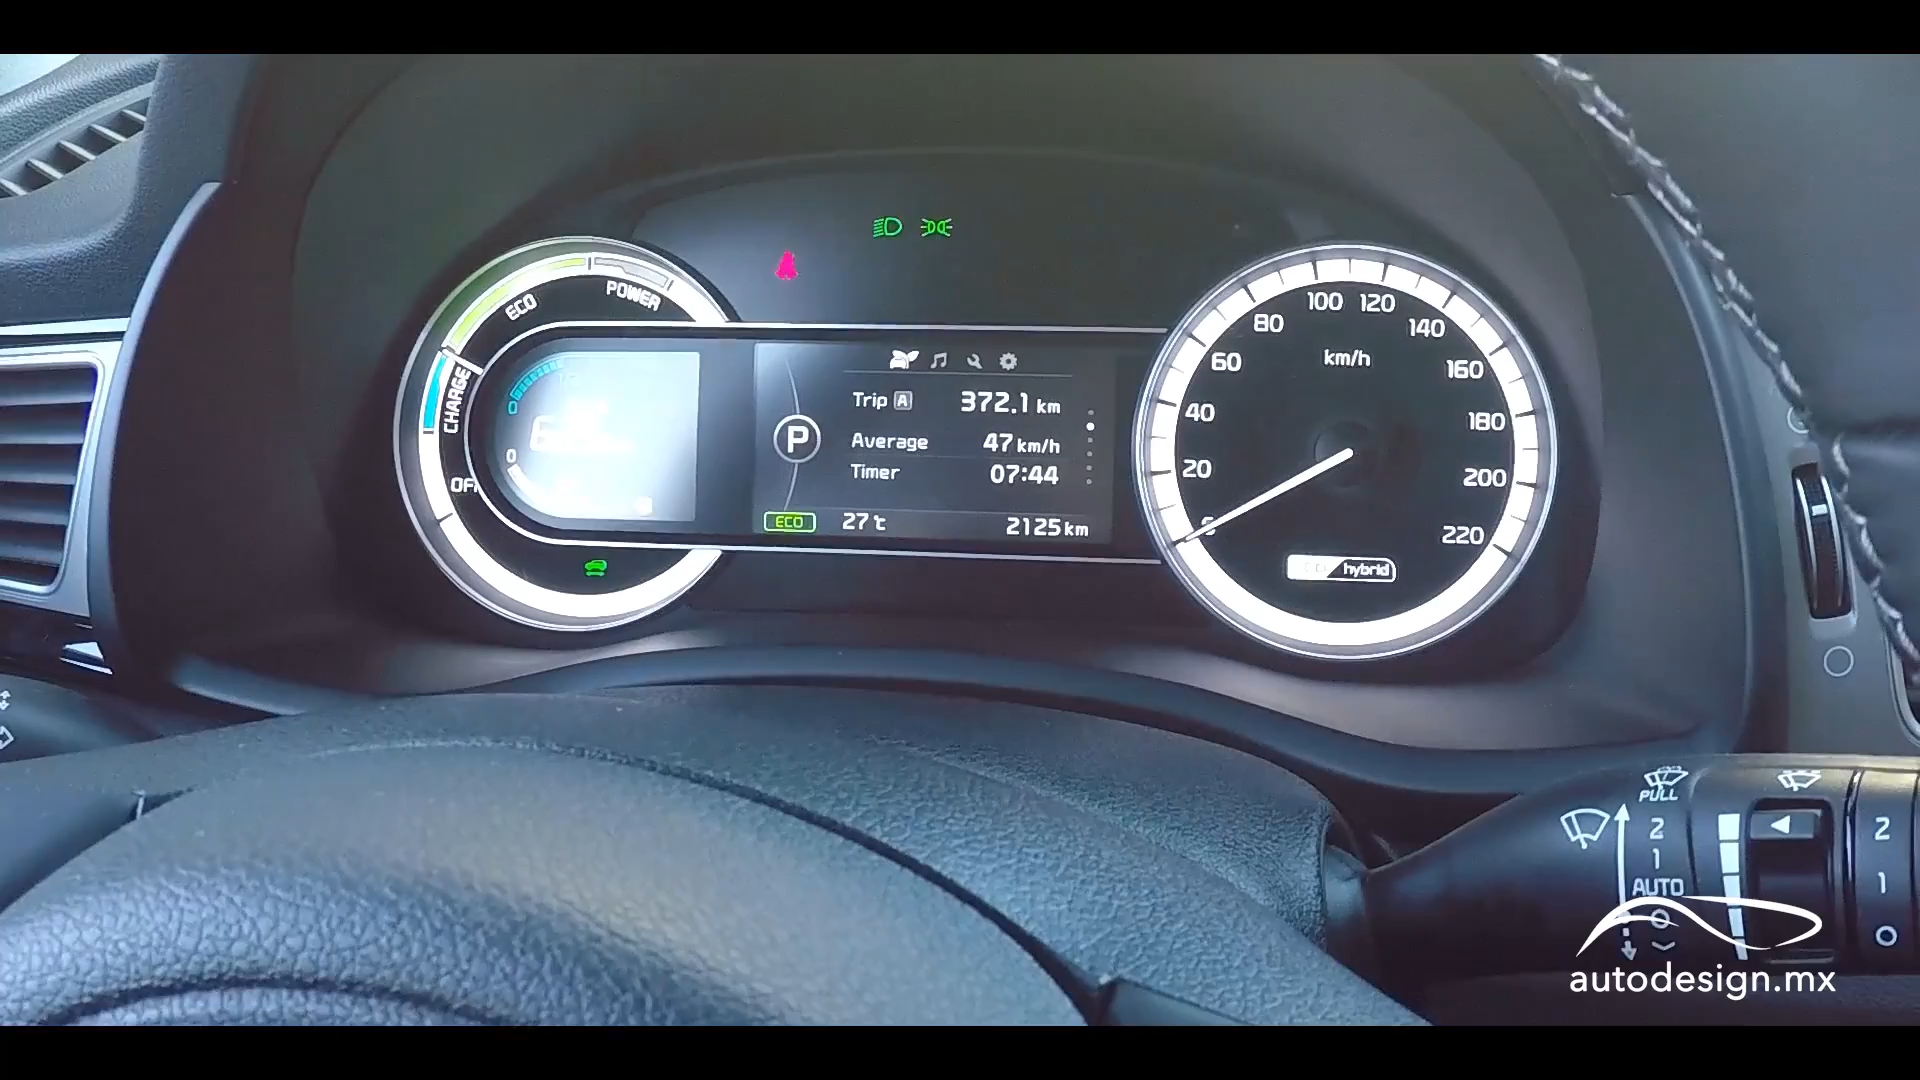 ECO
POWER
CHARGE
OFF
0
0
Trip A 372.1 km
Average 47 km/h
Timer 07:44
P
ECO 27℃ 2125 km
100 120
80 140
60 km/h 160
40 180
20 200
220
hybrid
PULL
2
1
AUTO
2
1
O
autodesign.mx